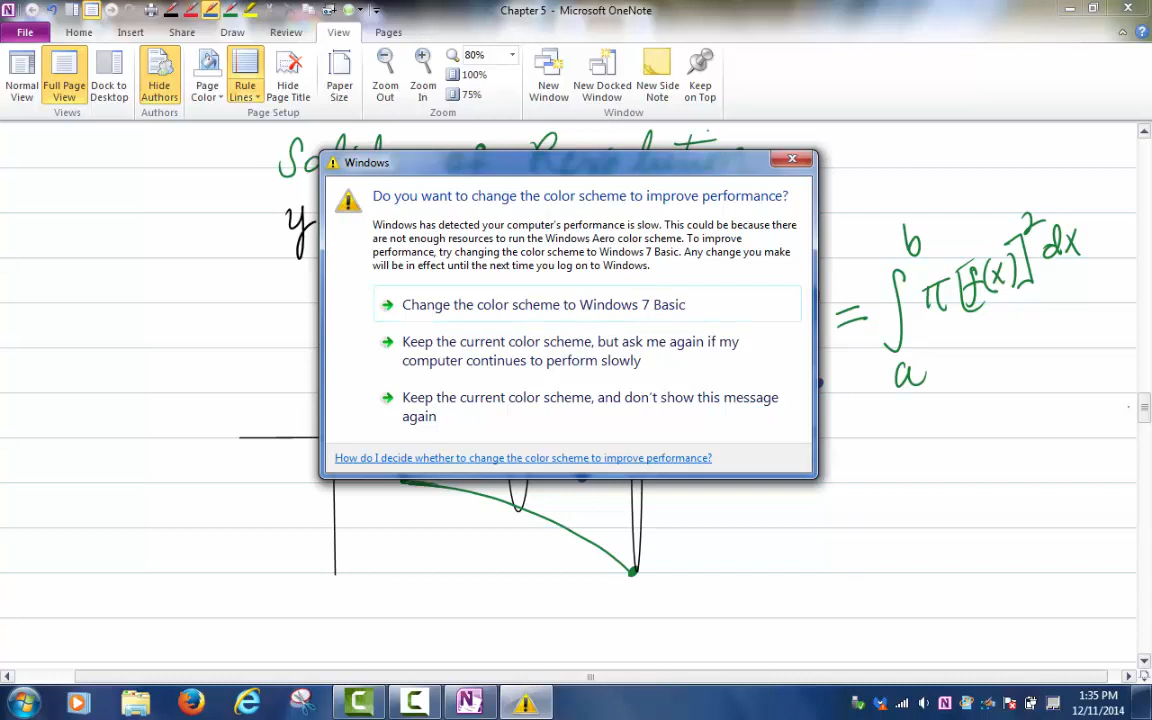 Chapter 5 - Microsoft OneNote
File Home Insert Share Draw Review View Pages
Normal View
Full Page View
Dock to Desktop
Views
Hide Authors
Authors
Page Color
Rule Lines
Hide Page Title
Paper Size
Page Setup
Zoom Out
Zoom In
80%
100%
75%
Zoom
New Window
New Docked Window
New Side Note
Keep on Top
Window
y
= ∫ₐᵇ π[f(x)]² dx
Windows
Do you want to change the color scheme to improve performance?
Windows has detected your computer's performance is slow. This could be because there
are not enough resources to run the Windows Aero color scheme. To improve
performance, try changing the color scheme to Windows 7 Basic. Any change you make
will be in effect until the next time you log on to Windows.
Change the color scheme to Windows 7 Basic
Keep the current color scheme, but ask me again if my
computer continues to perform slowly
Keep the current color scheme, and don't show this message
again
How do I decide whether to change the color scheme to improve performance?
1:35 PM
12/11/2014